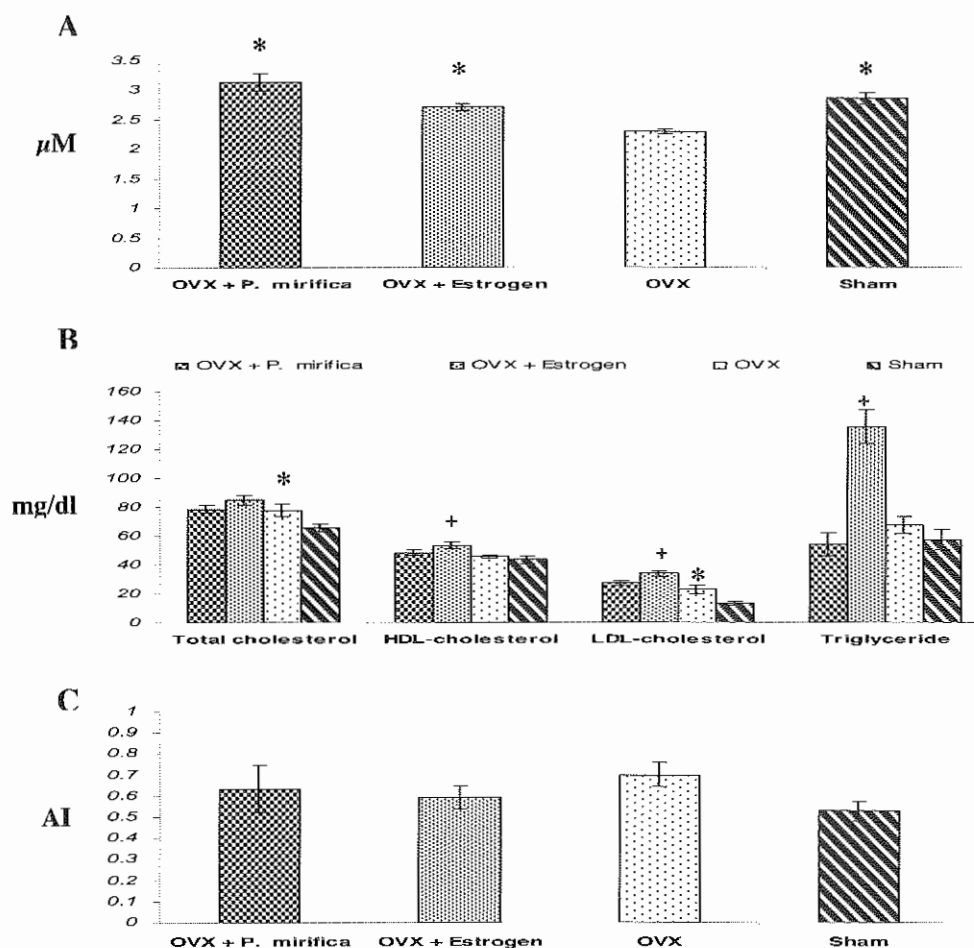 A
* * *
3.5
3
2.5
µM
2
1.5
1
0.5
0
OVX + P. mirifica OVX + Estrogen OVX Sham
B
OVX + P. mirifica OVX + Estrogen OVX Sham
160
140
120
100
mg/dl
80
60
40
20
0
* + + * +
Total cholesterol HDL-cholesterol LDL-cholesterol Triglyceride
C
1
0.9
0.8
0.7
0.6
AI
0.5
0.4
0.3
0.2
0.1
0
OVX + P. mirifica OVX + Estrogen OVX Sham